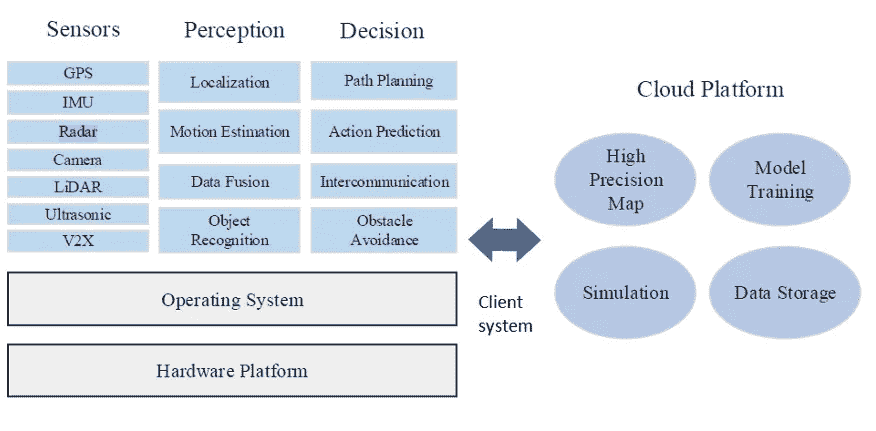 Sensors
GPS
IMU
Radar
Camera
LiDAR
Ultrasonic
V2X
Perception
Localization
Motion Estimation
Data Fusion
Object
Recognition
Decision
Path Planning
Action Prediction
Intercommunication
Obstacle
Avoidance
Operating System
Hardware Platform
Client
system
Cloud Platform
High
Precision
Map
Model
Training
Simulation
Data Storage